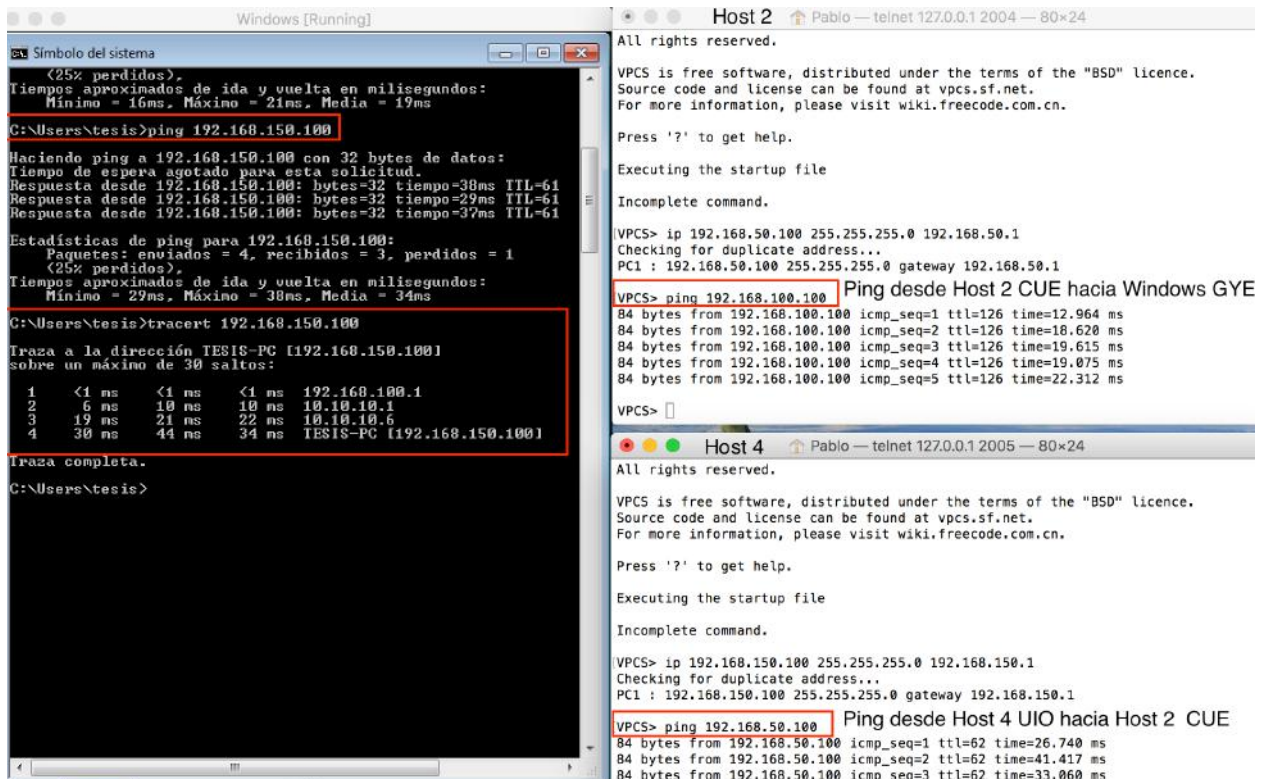 Windows [Running]
Símbolo del sistema
(25% perdidos),
Tiempos aproximados de ida y vuelta en milisegundos:
Mínimo = 16ms, Máximo = 21ms, Media = 19ms
C:\Users\tesis>ping 192.168.150.100
Haciendo ping a 192.168.150.100 con 32 bytes de datos:
Tiempo de espera agotado para esta solicitud.
Respuesta desde 192.168.150.100: bytes=32 tiempo=38ms TTL=61
Respuesta desde 192.168.150.100: bytes=32 tiempo=29ms TTL=61
Respuesta desde 192.168.150.100: bytes=32 tiempo=37ms TTL=61
Estadísticas de ping para 192.168.150.100:
Paquetes: enviados = 4, recibidos = 3, perdidos = 1
(25% perdidos),
Tiempos aproximados de ida y vuelta en milisegundos:
Mínimo = 29ms, Máximo = 38ms, Media = 34ms
C:\Users\tesis>tracert 192.168.150.100
Traza a la dirección TESIS-PC [192.168.150.100]
sobre un máximo de 30 saltos:
1 <1 ms <1 ms <1 ms 192.168.100.1
2 6 ms 10 ms 10 ms 10.10.10.1
3 19 ms 21 ms 22 ms 10.10.10.6
4 30 ms 44 ms 34 ms TESIS-PC [192.168.150.100]
Traza completa.
C:\Users\tesis>
Host 2 Pablo — telnet 127.0.0.1 2004 — 80×24
All rights reserved.
VPCS is free software, distributed under the terms of the "BSD" licence.
Source code and license can be found at vpcs.sf.net.
For more information, please visit wiki.freecode.com.cn.
Press '?' to get help.
Executing the startup file
Incomplete command.
VPCS> ip 192.168.50.100 255.255.255.0 192.168.50.1
Checking for duplicate address...
PC1 : 192.168.50.100 255.255.255.0 gateway 192.168.50.1
VPCS> ping 192.168.100.100 Ping desde Host 2 CUE hacia Windows GYE
84 bytes from 192.168.100.100 icmp_seq=1 ttl=126 time=12.964 ms
84 bytes from 192.168.100.100 icmp_seq=2 ttl=126 time=18.620 ms
84 bytes from 192.168.100.100 icmp_seq=3 ttl=126 time=19.615 ms
84 bytes from 192.168.100.100 icmp_seq=4 ttl=126 time=19.075 ms
84 bytes from 192.168.100.100 icmp_seq=5 ttl=126 time=22.312 ms
VPCS>
Host 4 Pablo — telnet 127.0.0.1 2005 — 80×24
All rights reserved.
VPCS is free software, distributed under the terms of the "BSD" licence.
Source code and license can be found at vpcs.sf.net.
For more information, please visit wiki.freecode.com.cn.
Press '?' to get help.
Executing the startup file
Incomplete command.
VPCS> ip 192.168.150.100 255.255.255.0 192.168.150.1
Checking for duplicate address...
PC1 : 192.168.150.100 255.255.255.0 gateway 192.168.150.1
VPCS> ping 192.168.50.100 Ping desde Host 4 UIO hacia Host 2 CUE
84 bytes from 192.168.50.100 icmp_seq=1 ttl=62 time=26.740 ms
84 bytes from 192.168.50.100 icmp_seq=2 ttl=62 time=41.417 ms
84 bytes from 192.168.50.100 icmp_seq=3 ttl=62 time=33.060 ms